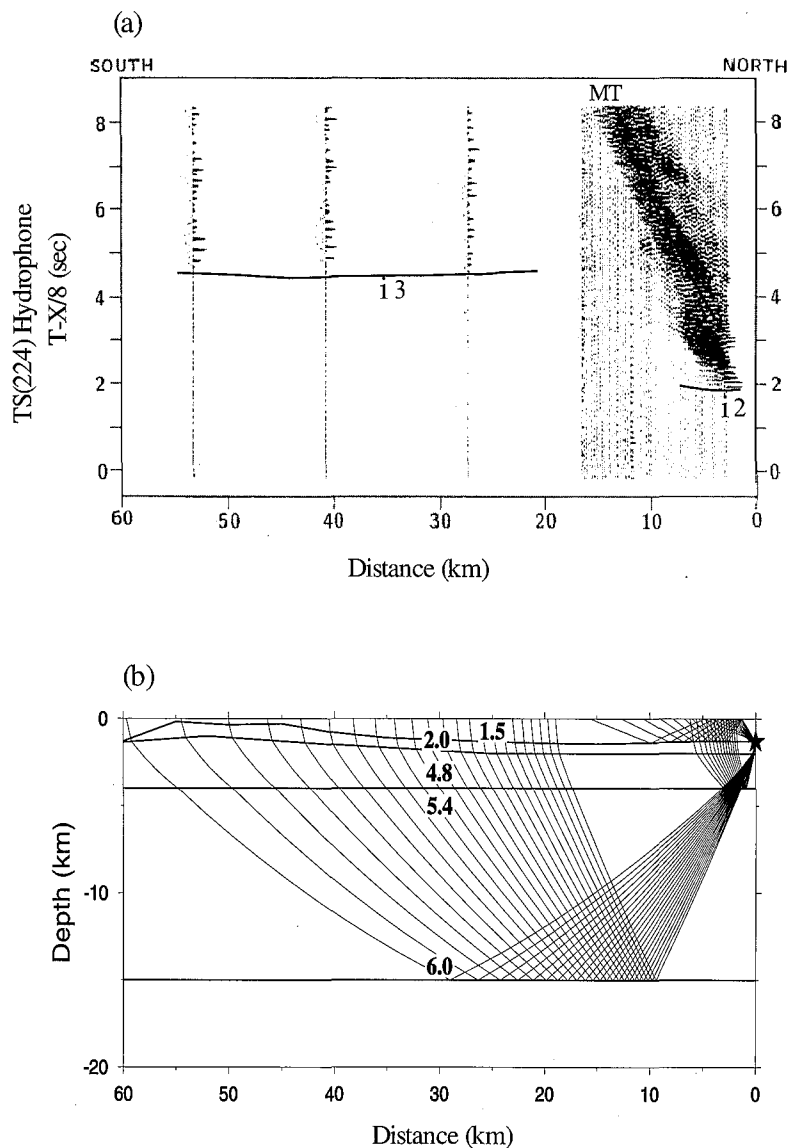 (a)
SOUTH NORTH
MT
8 8
6 6
4 4
2 2
0 0
13
12
TS(224) Hydrophone
T-X/8 (sec)
60 50 40 30 20 10 0
Distance (km)
(b)
0
-10
-20
Depth (km)
1.5
2.0
4.8
5.4
6.0
60 50 40 30 20 10 0
Distance (km)